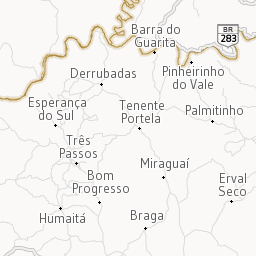 Barra do
Guarita
BR
283
Pinheirinho
do Vale
Derrubadas
Esperança
do Sul
Tenente
Portela
Palmitinho
Três
Passos
Miraguaí
Bom
Progresso
Erval
Seco
Humaitá
Braga